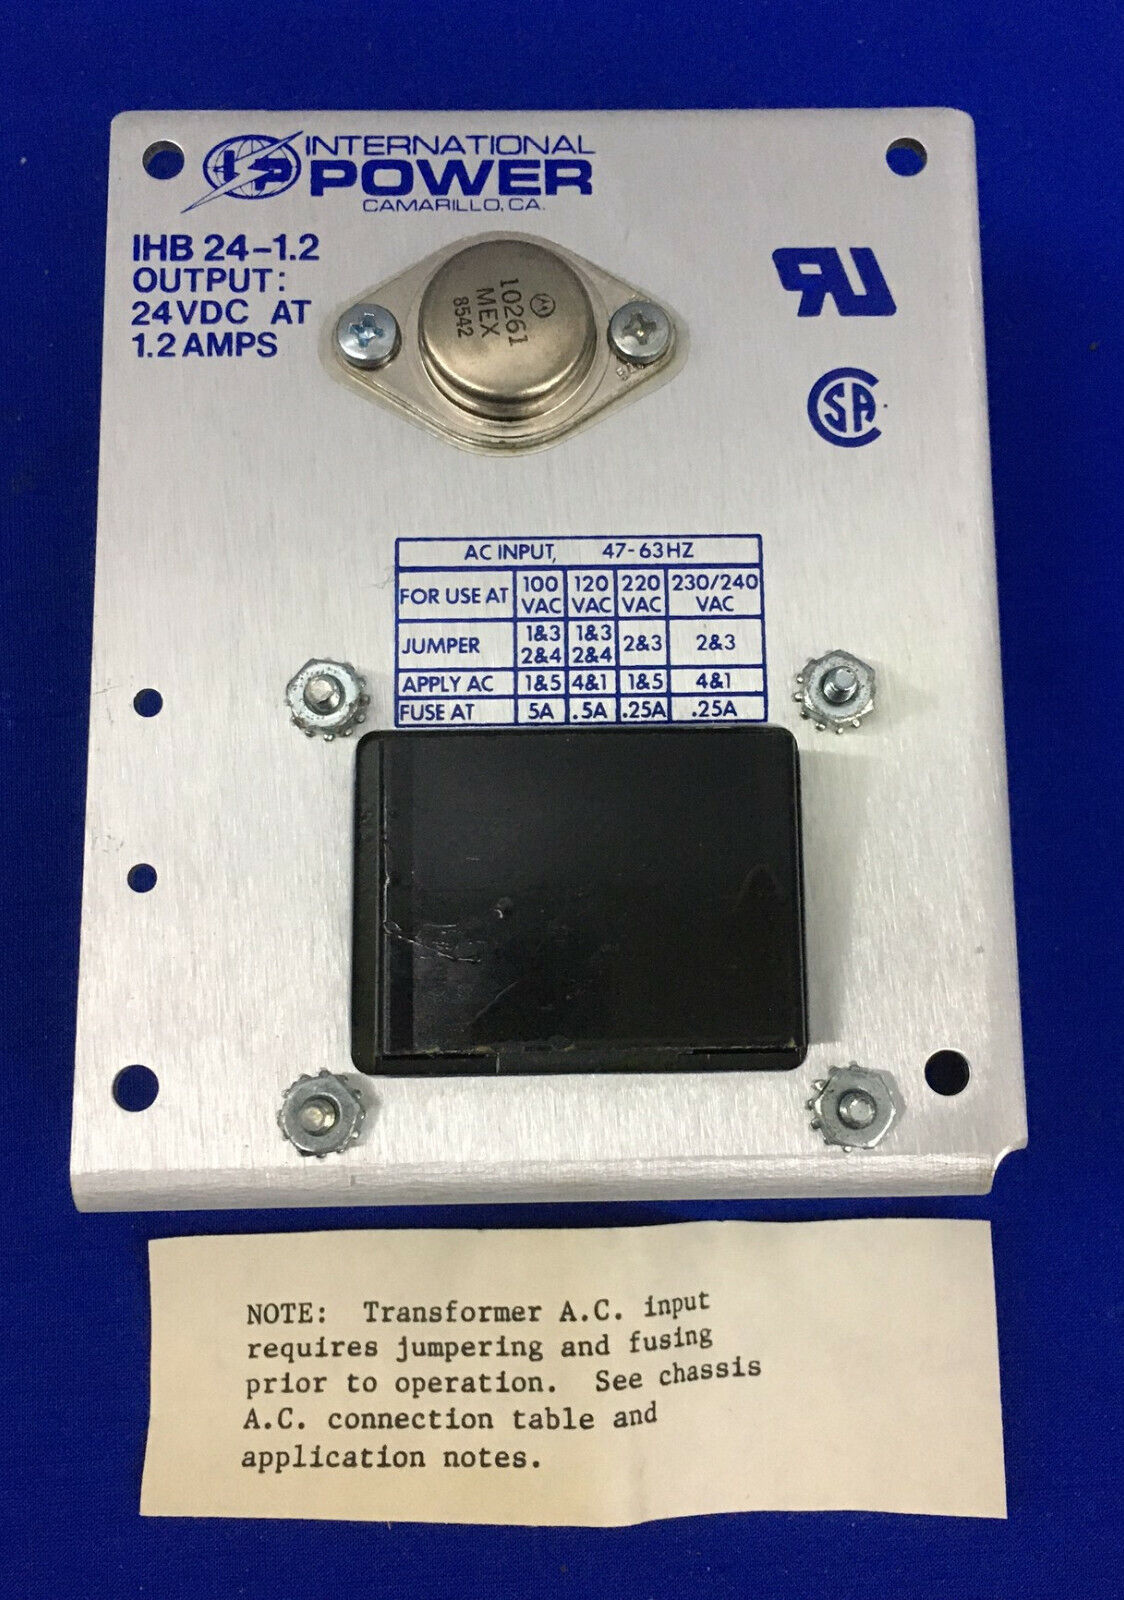 INTERNATIONAL
POWER
CAMARILLO, CA.
IHB 24-1.2
OUTPUT:
24VDC AT
1.2 AMPS
10261
MEX
8542
RU
CSA
AC INPUT, 47-63HZ
FOR USE AT 100 VAC 120 VAC 220 VAC 230/240 VAC
JUMPER 1&3 2&4 1&3 2&4 2&3 2&3
APPLY AC 1&5 4&1 1&5 4&1
FUSE AT 5A .5A .25A .25A
NOTE: Transformer A.C. input
requires jumpering and fusing
prior to operation. See chassis
A.C. connection table and
application notes.